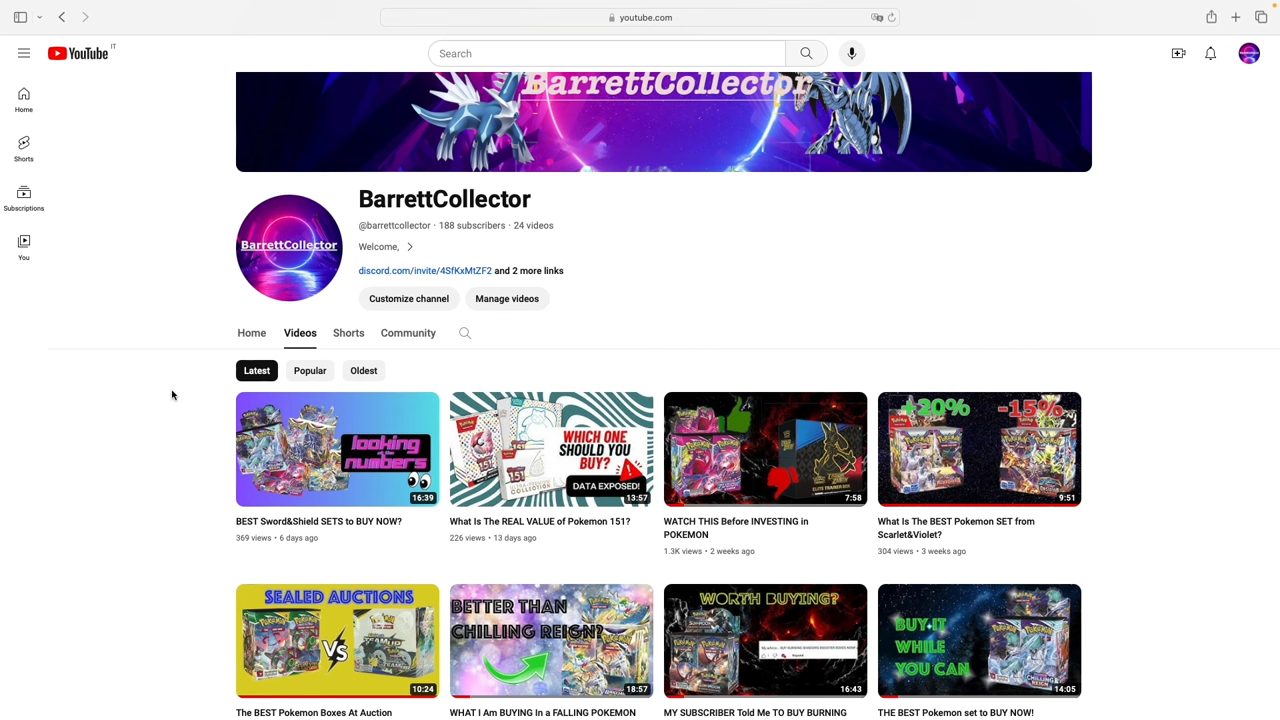 youtube.com
YouTube IT
Search
Home
Shorts
Subscriptions
You
BarrettCollector
BarrettCollector
BarrettCollector
@barrettcollector · 188 subscribers · 24 videos
Welcome,
discord.com/invite/4SfKxMtZF2 and 2 more links
Customize channel Manage videos
Home Videos Shorts Community
Latest Popular Oldest
looking
numbers
16:39
WHICH ONE
SHOULD YOU
BUY?
DATA EXPOSED!
13:57
7:58
+20% -15%
9:51
BEST Sword&Shield SETS to BUY NOW?
369 views · 6 days ago
What Is The REAL VALUE of Pokemon 151?
226 views · 13 days ago
WATCH THIS Before INVESTING in
POKEMON
1.3K views · 2 weeks ago
What Is The BEST Pokemon SET from
Scarlet&Violet?
304 views · 3 weeks ago
SEALED AUCTIONS
VS
10:24
BETTER THAN
CHILLING REIGN?
18:57
WORTH BUYING?
16:43
BUY IT
WHILE
YOU CAN
14:05
The BEST Pokemon Boxes At Auction
WHAT I Am BUYING In a FALLING POKEMON
MY SUBSCRIBER Told Me TO BUY BURNING
THE BEST Pokemon set to BUY NOW!